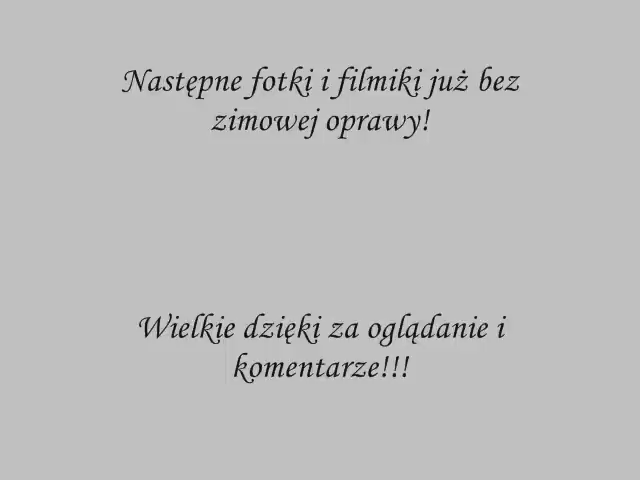 Następne fotki i filmiki już bez
zimowej oprawy!
Wielkie dzięki za oglądanie i
komentarze!!!